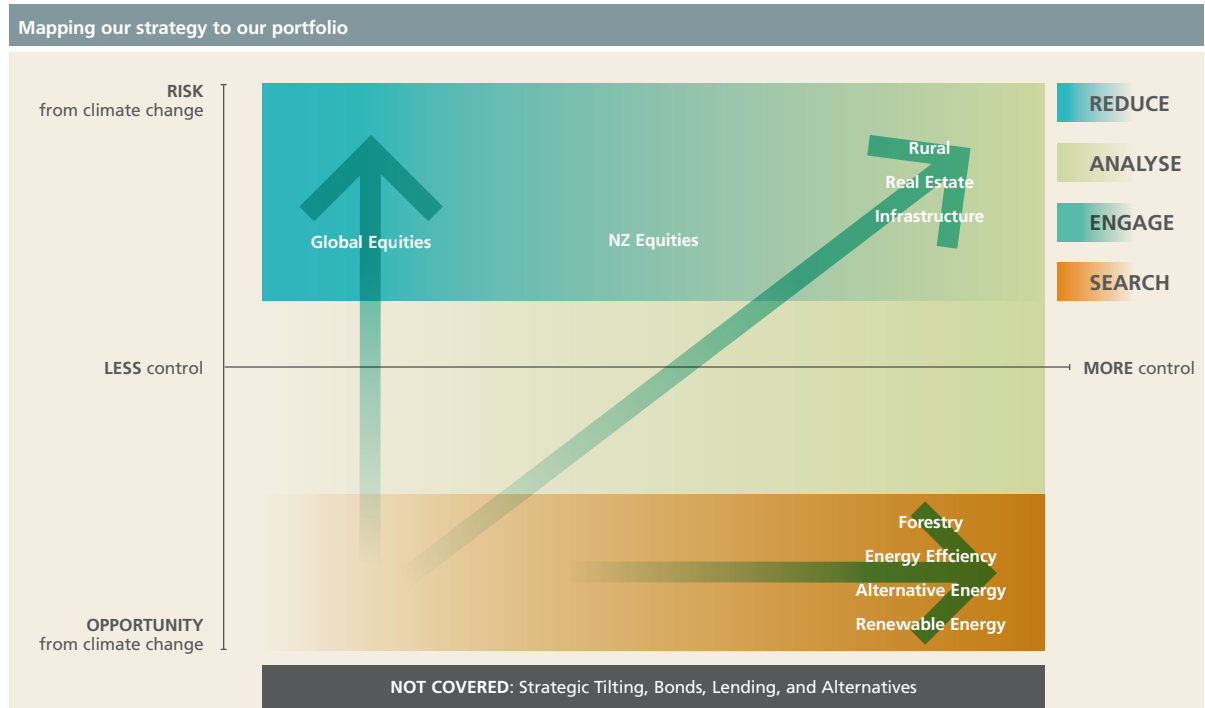 Mapping our strategy to our portfolio
RISK
from climate change
REDUCE
ANALYSE
ENGAGE
SEARCH
Rural
Real Estate
Infrastructure
Global Equities
NZ Equities
LESS control
MORE control
Forestry
Energy Effciency
Alternative Energy
Renewable Energy
OPPORTUNITY
from climate change
NOT COVERED: Strategic Tilting, Bonds, Lending, and Alternatives